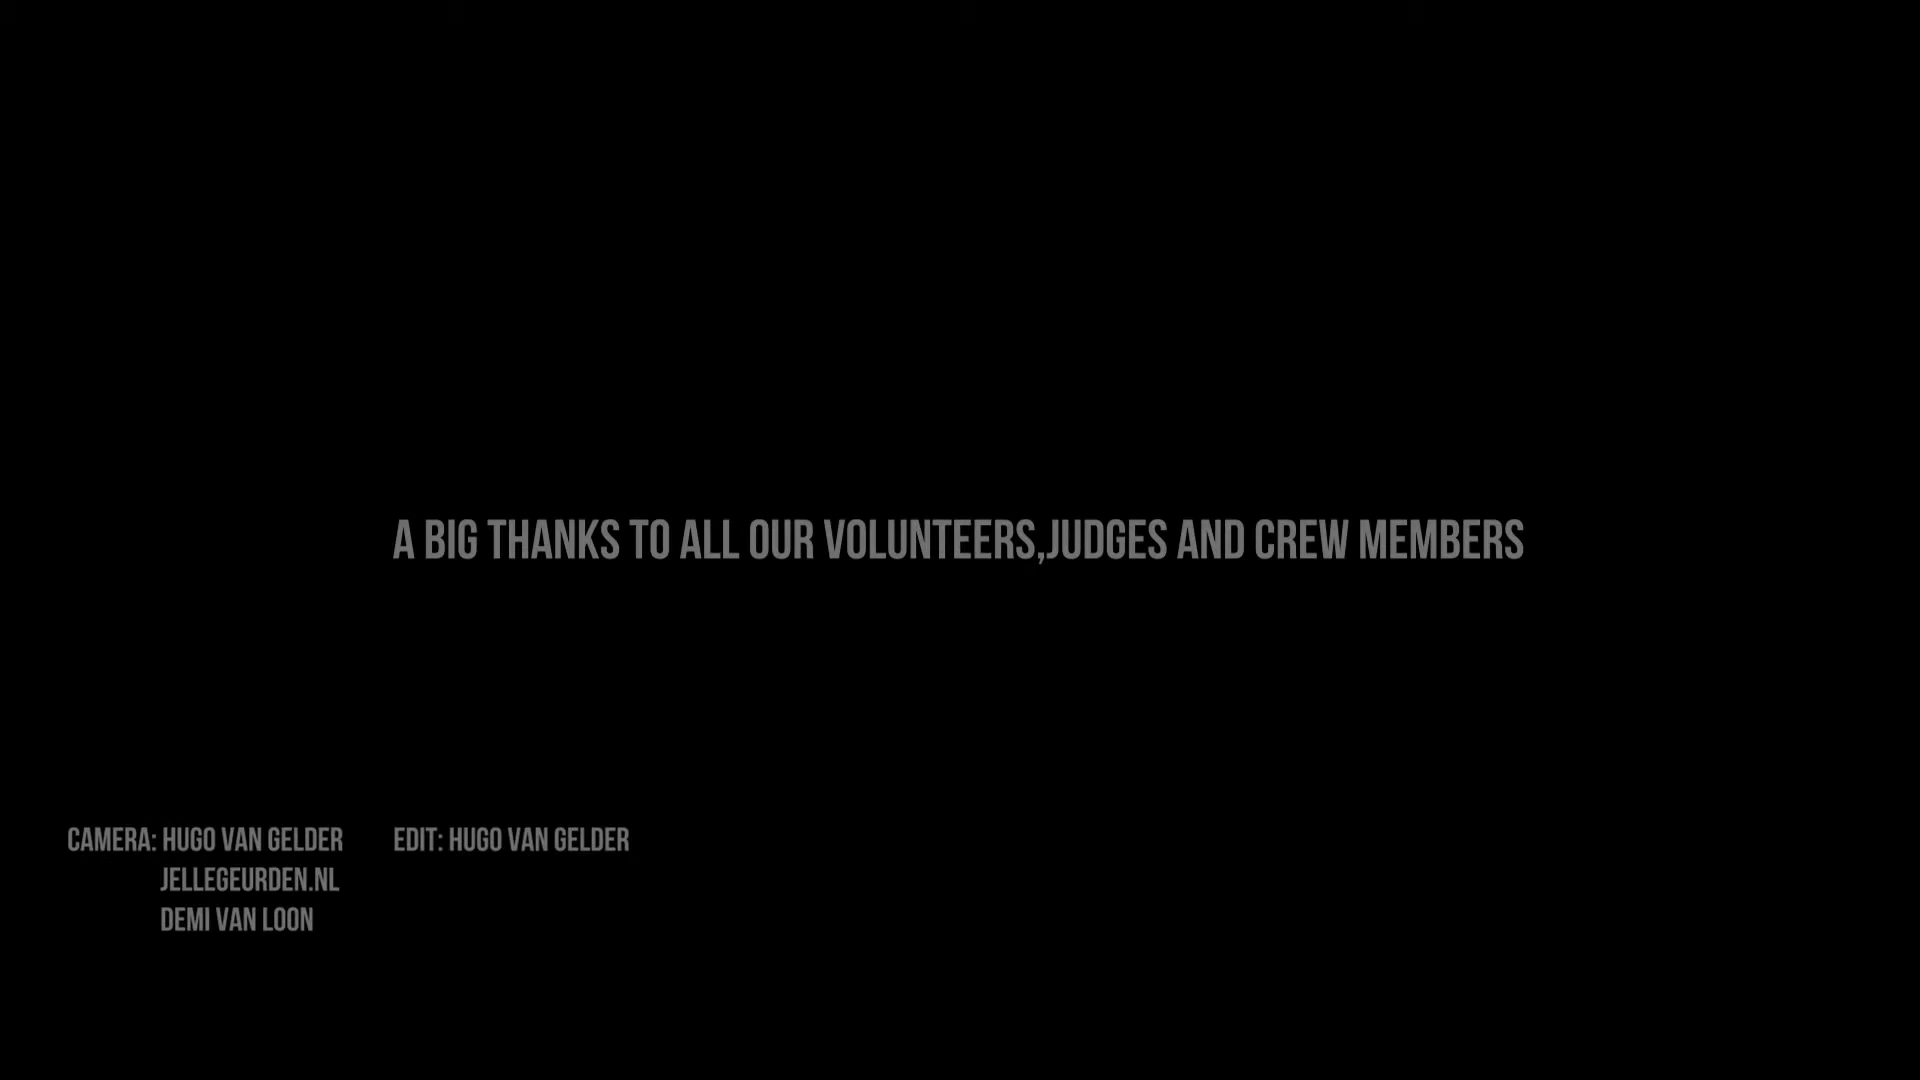 A BIG THANKS TO ALL OUR VOLUNTEERS,JUDGES AND CREW MEMBERS
CAMERA: HUGO VAN GELDER EDIT: HUGO VAN GELDER
JELLEGEURDEN.NL
DEMI VAN LOON